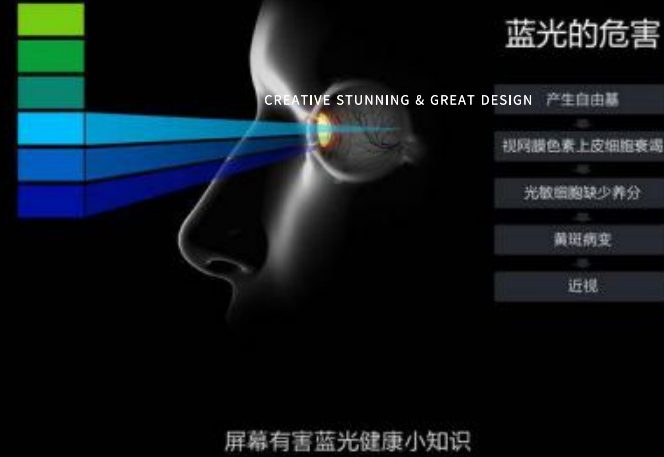 蓝光的危害
CREATIVE STUNNING & GREAT DESIGN
产生自由基
视网膜色素上皮细胞衰竭
光敏细胞缺少养分
黄斑病变
近视
屏幕有害蓝光健康小知识